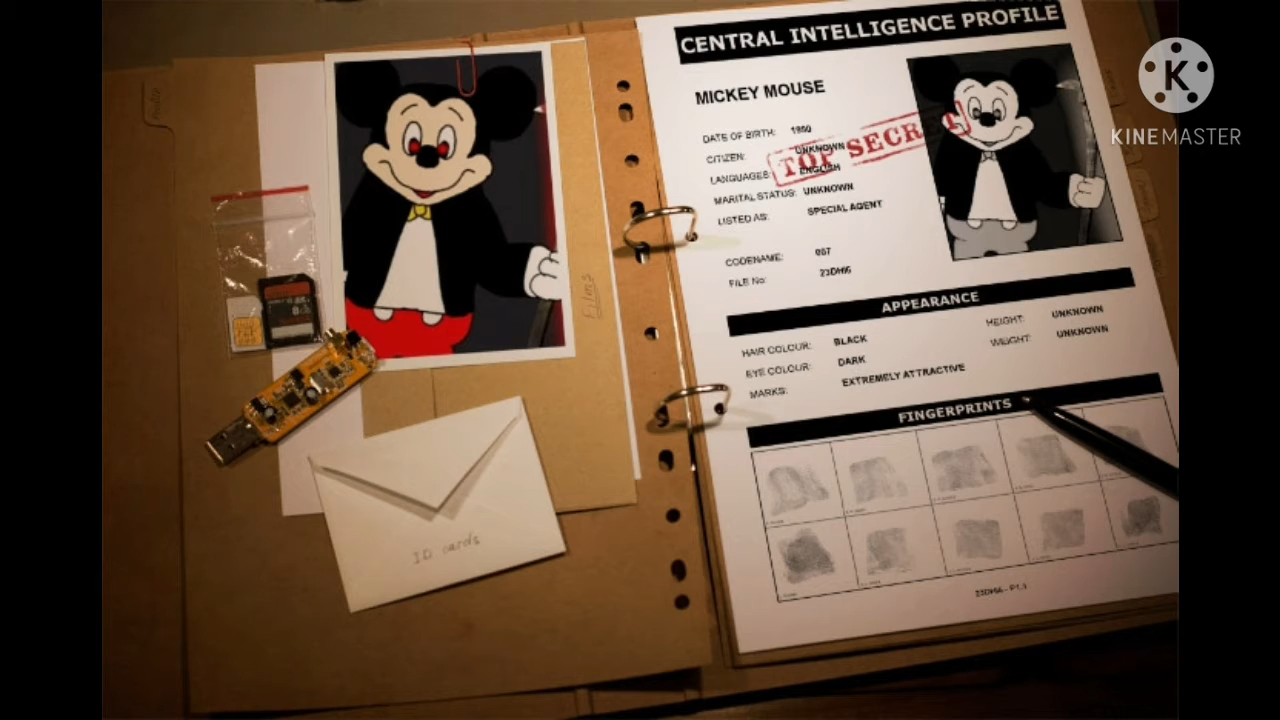 CENTRAL INTELLIGENCE PROFILE
MICKEY MOUSE
DATE OF BIRTH:
CITIZEN: UNKNOWN
LANGUAGES: ENGLISH
MARITAL STATUS: UNKNOWN
LISTED AS: SPECIAL AGENT
TOP SECRET
CODENAME:
FILE No: 23DH6
APPEARANCE
HAIR COLOUR: BLACK
EYE COLOUR: DARK
MARKS: EXTREMELY ATTRACTIVE
HEIGHT: UNKNOWN
WEIGHT: UNKNOWN
FINGERPRINTS
Files
ID cards
K
KINEMASTER